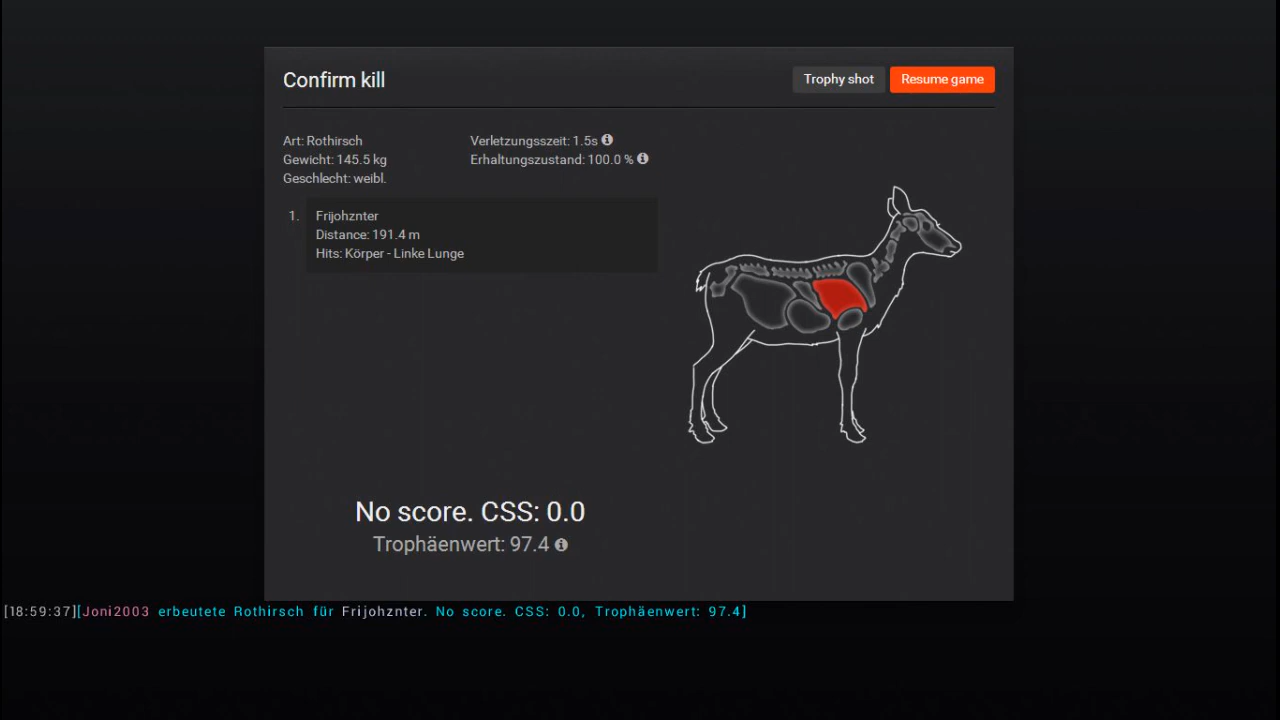 Confirm kill
Trophy shot
Resume game
Art: Rothirsch
Gewicht: 145.5 kg
Geschlecht: weibl.
Verletzungsszeit: 1.5s
Erhaltungszustand: 100.0 %
1.
Frijohznter
Distance: 191.4 m
Hits: Körper - Linke Lunge
No score. CSS: 0.0
Trophäenwert: 97.4
[18:59:37][Joni2003 erbeutete Rothirsch für Frijohznter. No score. CSS: 0.0, Trophäenwert: 97.4]